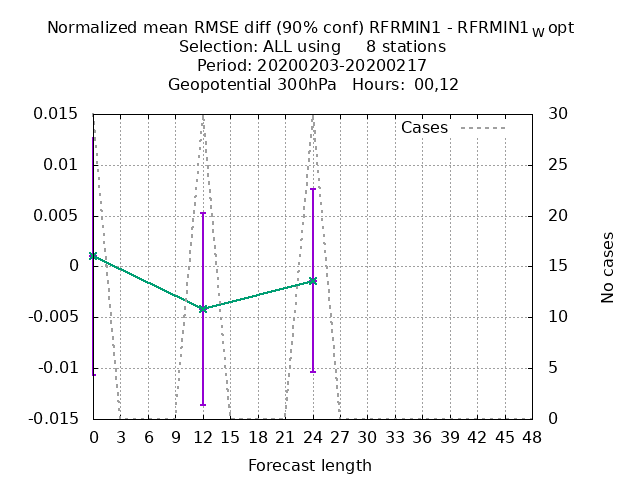 Normalized mean RMSE diff (90% conf) RFRMIN1 - RFRMIN1Wopt
Selection: ALL using     8 stations
Period: 20200203-20200217
Geopotential 300hPa   Hours: 00,12
Cases
0.015
0.01
0.005
0
-0.005
-0.01
-0.015
30
25
20
15
10
5
0
No cases
0 3 6 9 12 15 18 21 24 27 30 33 36 39 42 45 48
Forecast length